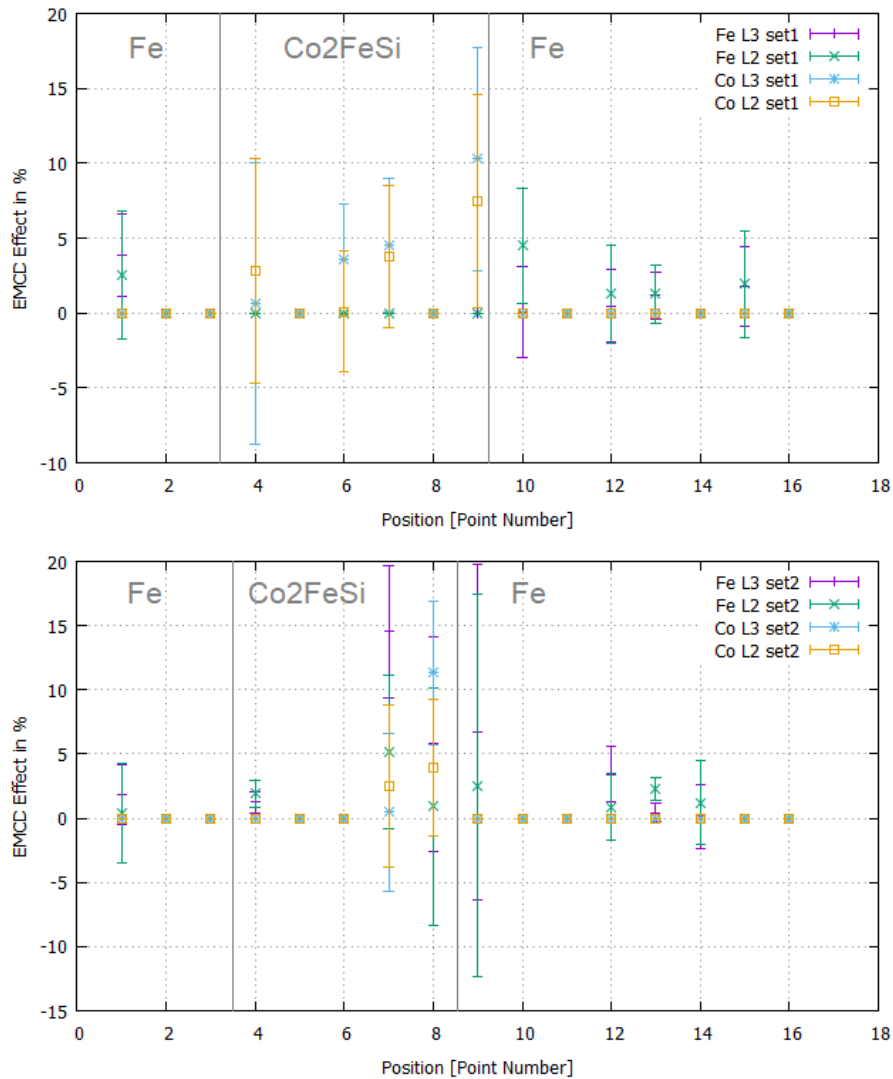 20
15
10
5
0
-5
-10
EMCD Effect in %
Fe
Co2FeSi
Fe
Fe L3 set1
Fe L2 set1
Co L3 set1
Co L2 set1
0 2 4 6 8 10 12 14 16 18
Position [Point Number]
20
15
10
5
0
-5
-10
-15
EMCD Effect in %
Fe
Co2FeSi
Fe
Fe L3 set2
Fe L2 set2
Co L3 set2
Co L2 set2
0 2 4 6 8 10 12 14 16 18
Position [Point Number]